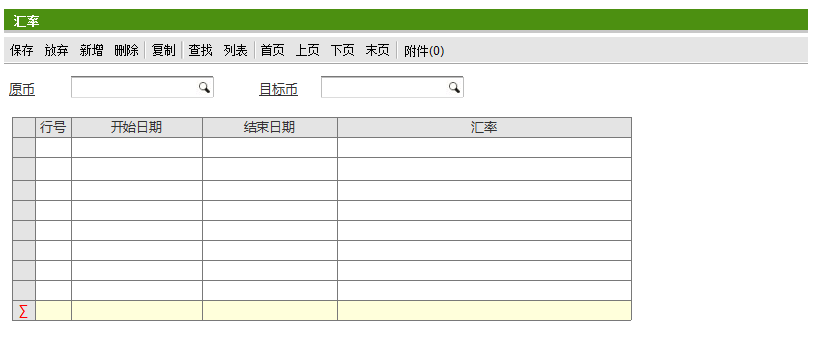 汇率
保存 放弃 新增 删除 复制 查找 列表 首页 上页 下页 末页 附件(0)
原币 目标币
行号 开始日期 结束日期 汇率
∑